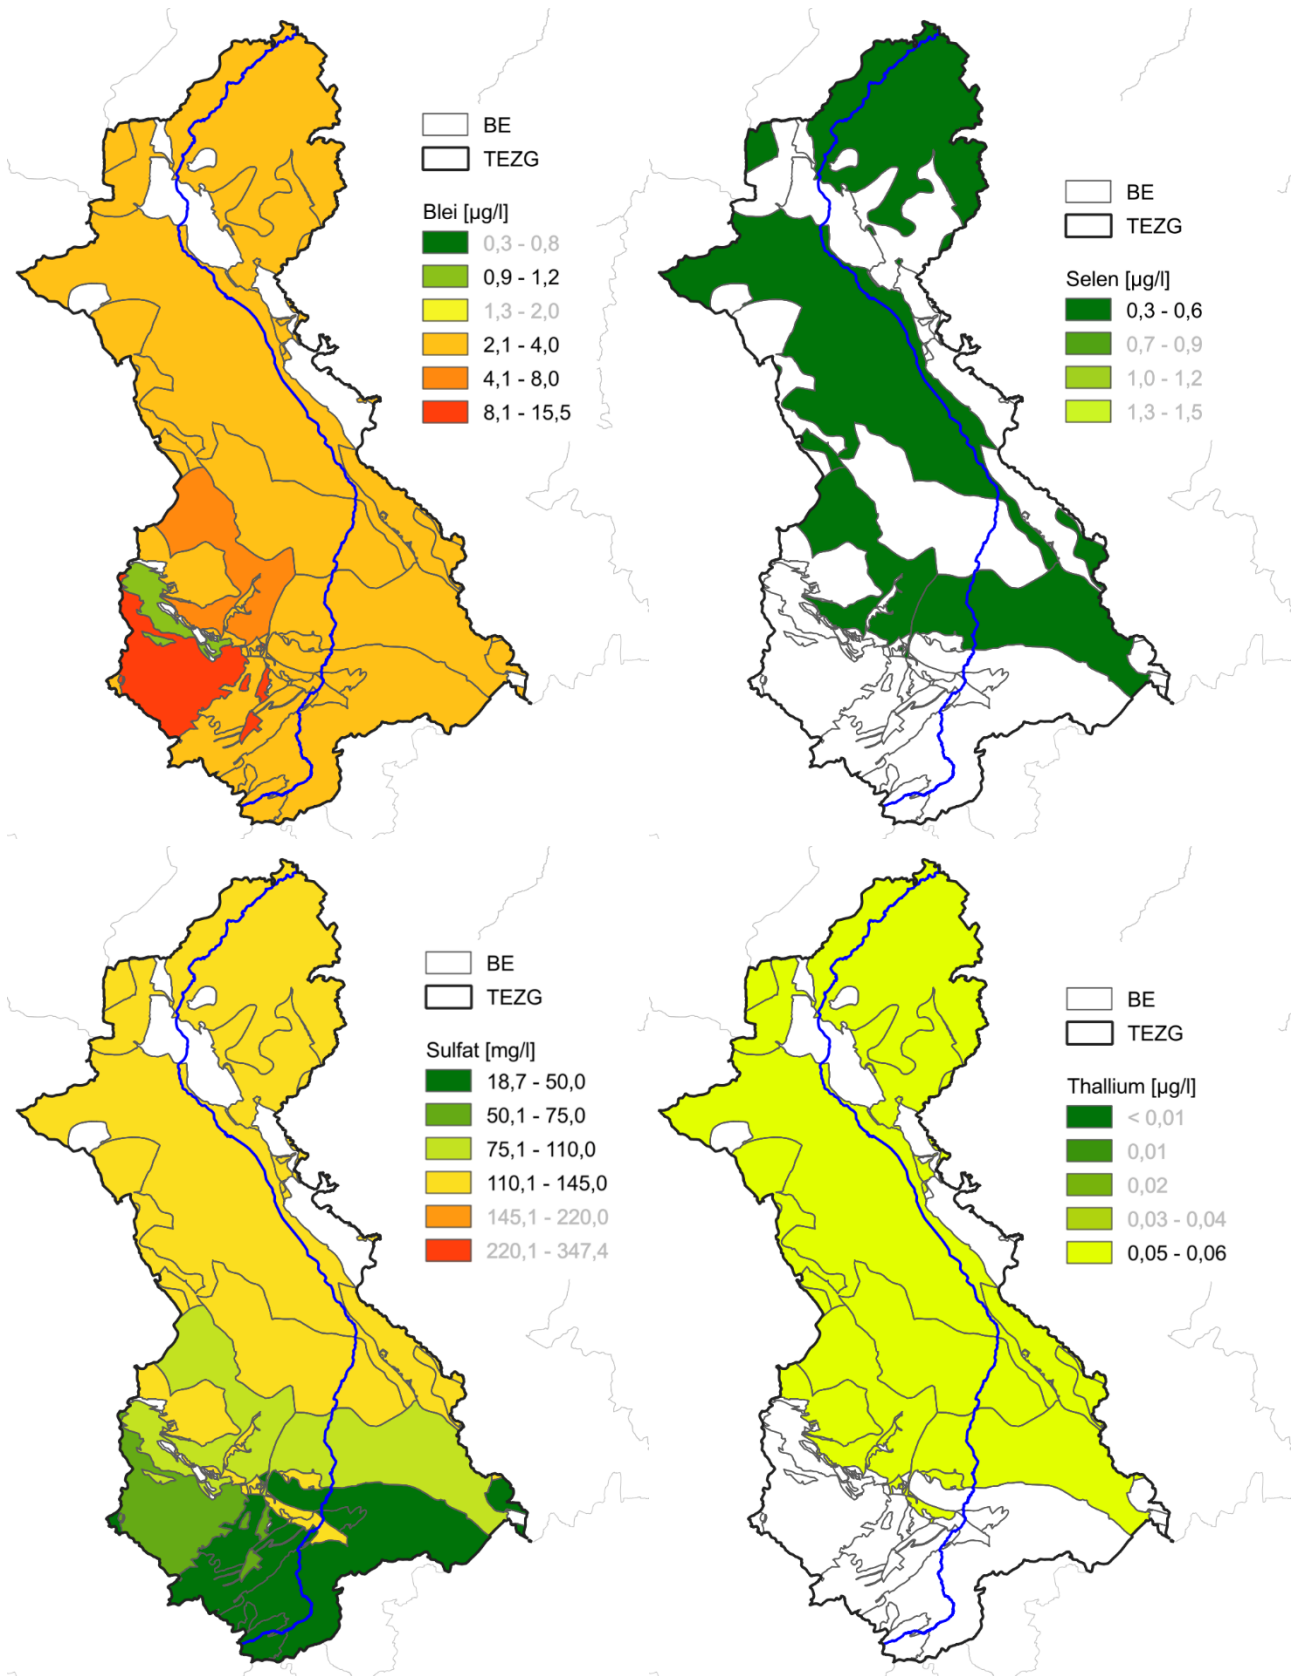 BE
TEZG
Blei [µg/l]
0,3 - 0,8
0,9 - 1,2
1,3 - 2,0
2,1 - 4,0
4,1 - 8,0
8,1 - 15,5
BE
TEZG
Selen [µg/l]
0,3 - 0,6
0,7 - 0,9
1,0 - 1,2
1,3 - 1,5
BE
TEZG
Sulfat [mg/l]
18,7 - 50,0
50,1 - 75,0
75,1 - 110,0
110,1 - 145,0
145,1 - 220,0
220,1 - 347,4
BE
TEZG
Thallium [µg/l]
< 0,01
0,01
0,02
0,03 - 0,04
0,05 - 0,06